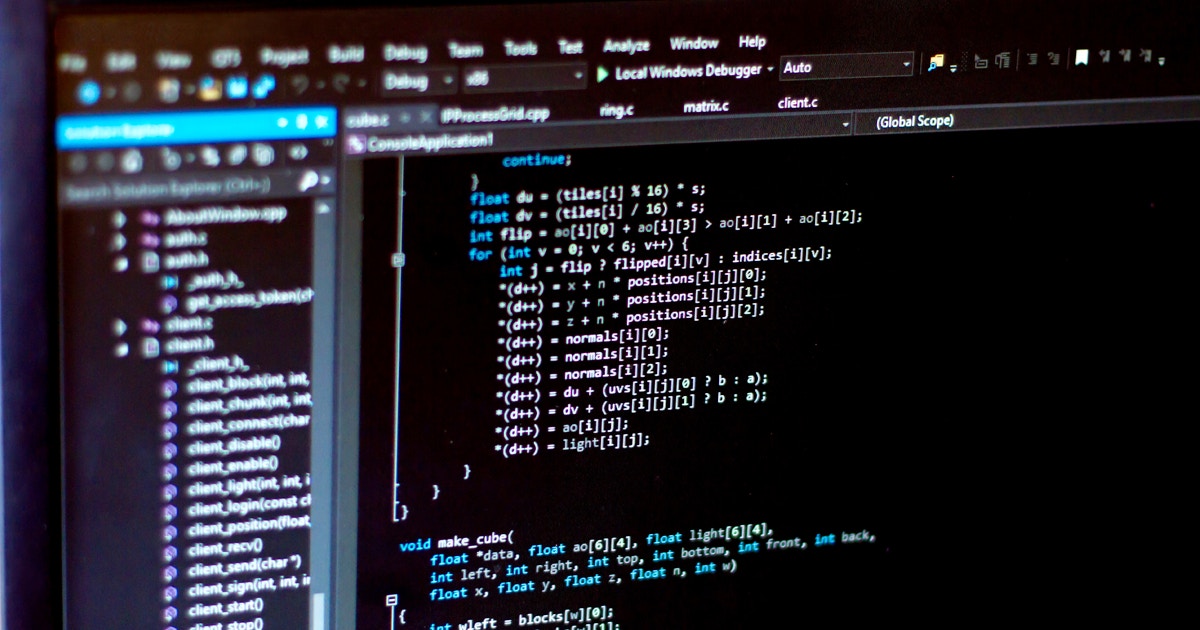 File Edit View Project Build Debug Team Tools Test Analyze Window Help
Debug x86 Local Windows Debugger Auto
Solution Explorer
cube.c IPProcessGrid.cpp ring.c matrix.c client.c
ConsoleApplication1 (Global Scope)
Search Solution Explorer (Ctrl+;)
AboutWindow.cpp
auth.c
auth.h
_auth_h_
get_access_token(ch
client.c
client.h
_client_h_
client_block(int, int,
client_chunk(int, int,
client_connect(char
client_disable()
client_enable()
client_light(int, int, i
client_login(const ch
client_position(float,
client_recv()
client_send(char *)
client_sign(int, int, in
client_start()
client_stop()
continue;
}
float du = (tiles[i] % 16) * s;
float dv = (tiles[i] / 16) * s;
int flip = ao[i][0] + ao[i][3] > ao[i][1] + ao[i][2];
for (int v = 0; v < 6; v++) {
int j = flip ? flipped[i][v] : indices[i][v];
*(d++) = x + n * positions[i][j][0];
*(d++) = y + n * positions[i][j][1];
*(d++) = z + n * positions[i][j][2];
*(d++) = normals[i][0];
*(d++) = normals[i][1];
*(d++) = normals[i][2];
*(d++) = du + (uvs[i][j][0] ? b : a);
*(d++) = dv + (uvs[i][j][1] ? b : a);
*(d++) = ao[i][j];
*(d++) = light[i][j];
}
}
}
void make_cube(
float *data, float ao[6][4], float light[6][4],
int left, int right, int top, int bottom, int front, int back,
float x, float y, float z, float n, int w)
{
int wleft = blocks[w][0];